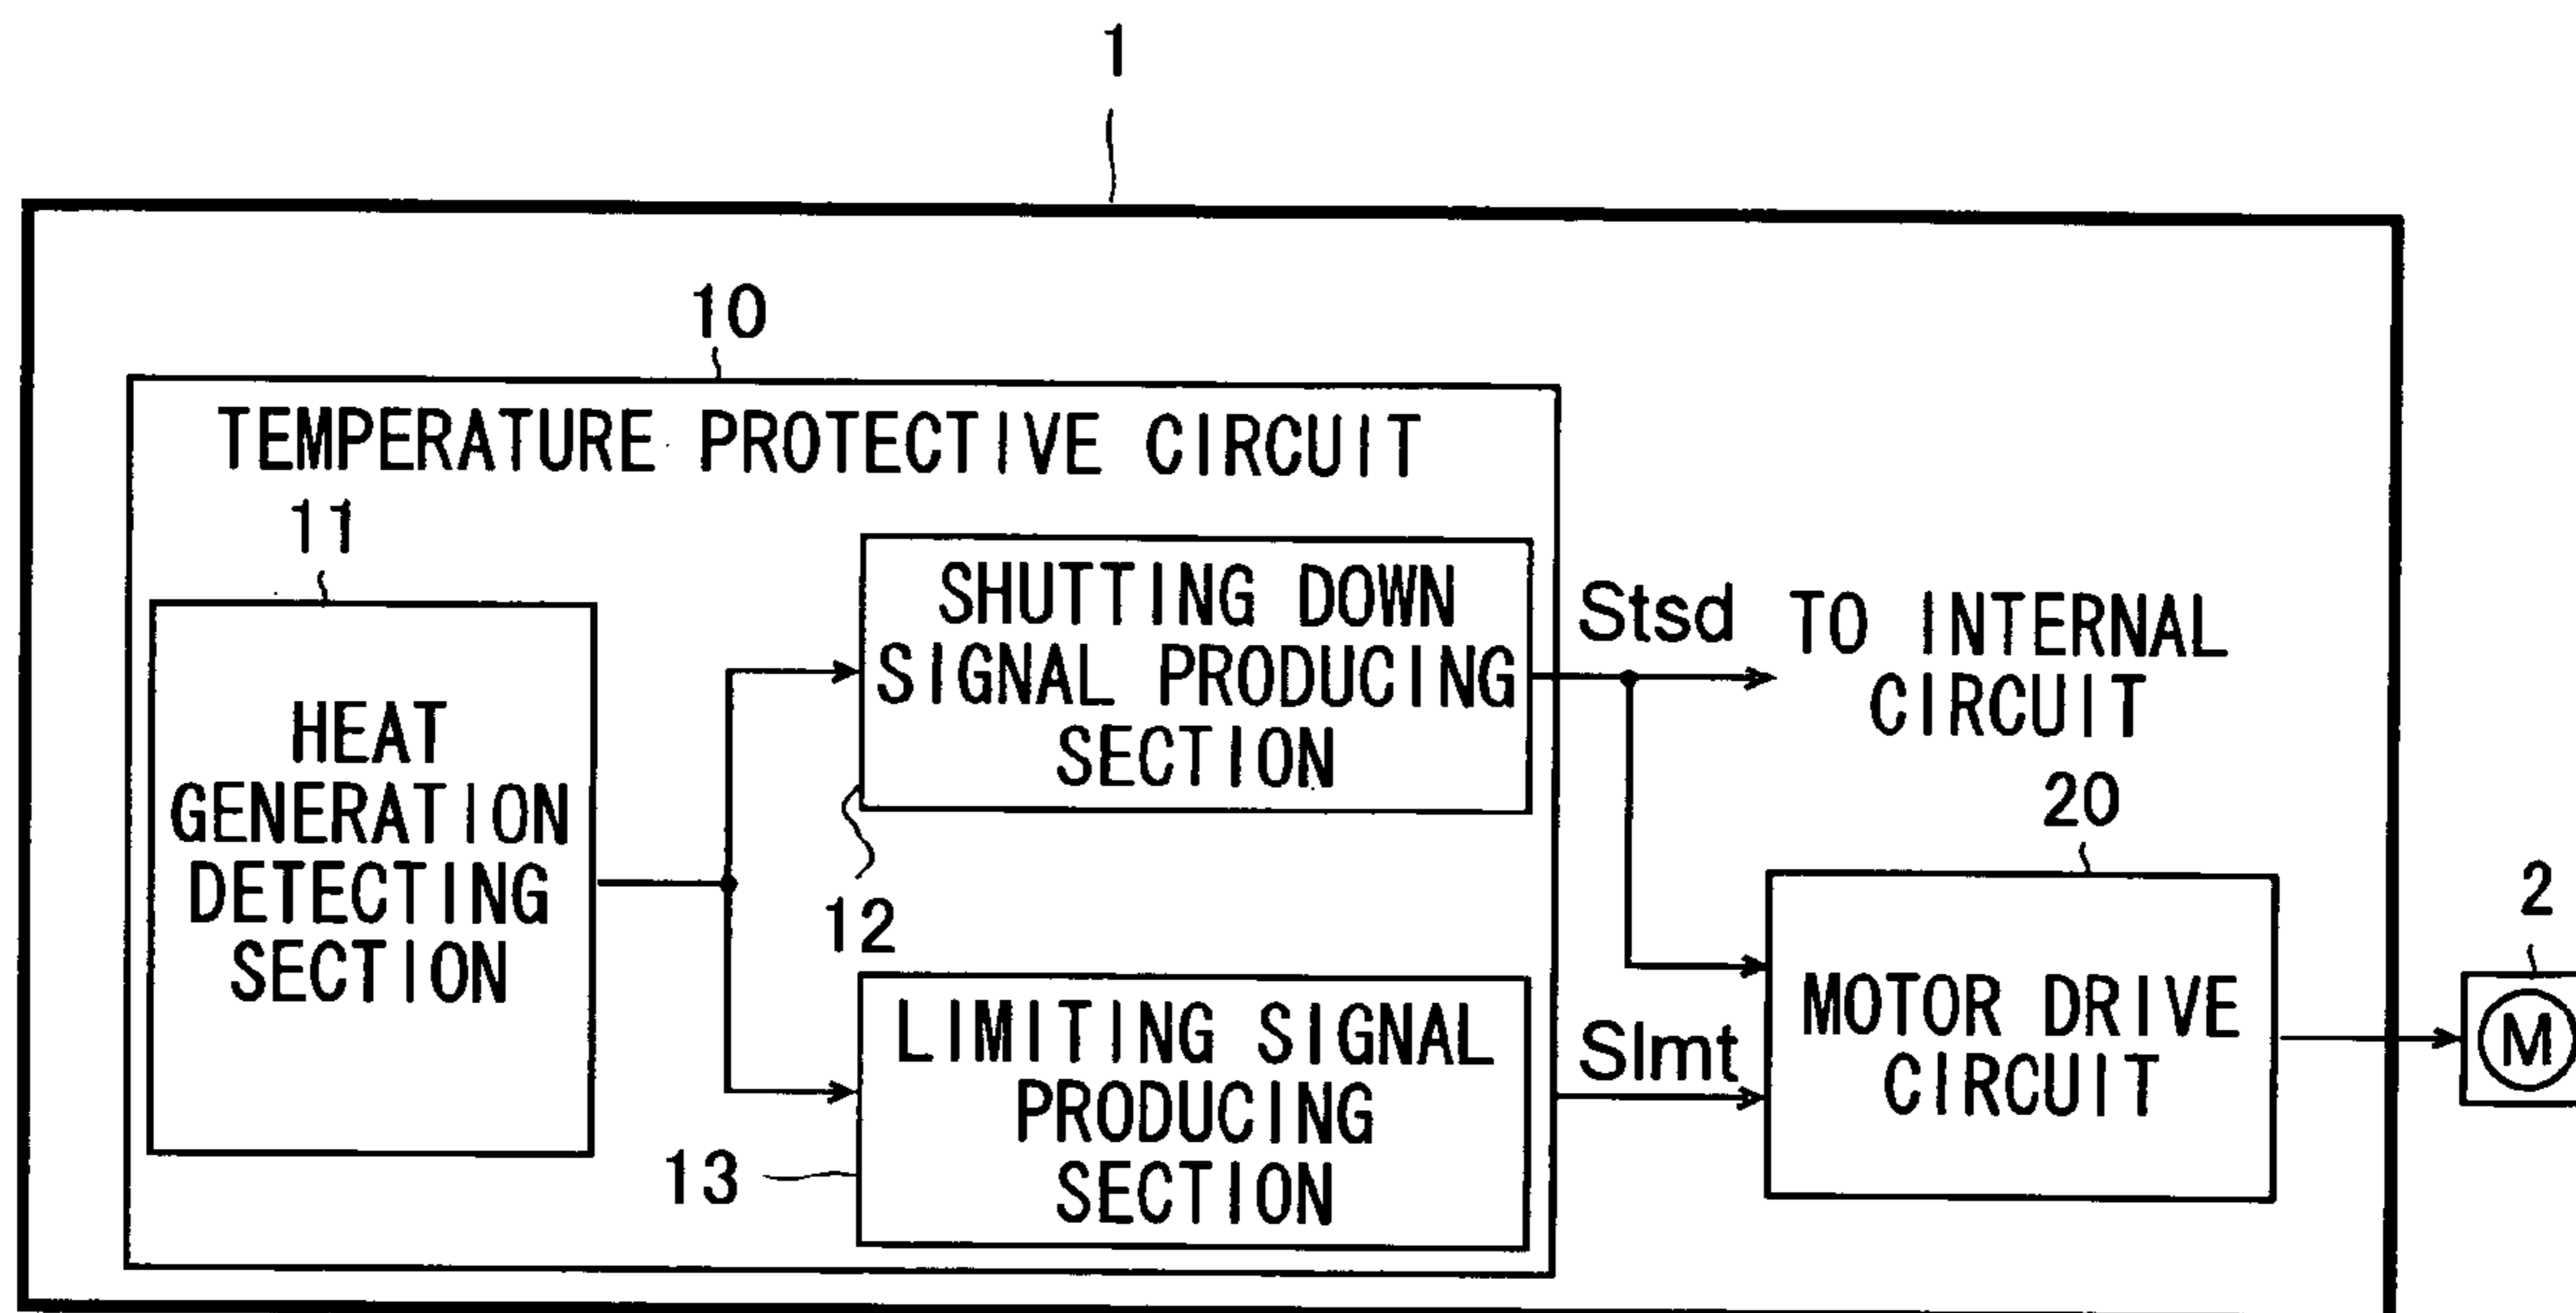 1
10
TEMPERATURE PROTECTIVE CIRCUIT
11
HEAT
GENERATION
DETECTING
SECTION
SHUTTING DOWN
SIGNAL PRODUCING
SECTION
12
LIMITING SIGNAL
PRODUCING
SECTION
13
Stsd
TO INTERNAL
CIRCUIT
Slmt
20
MOTOR DRIVE
CIRCUIT
2
M